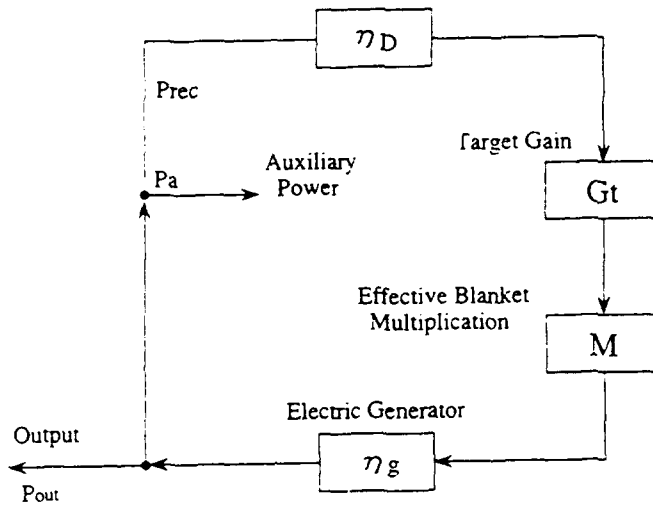 ηD
Prec
Target Gain
Pa
Auxiliary
Power
Gt
Effective Blanket
Multiplication
M
Electric Generator
ηg
Output
Pout